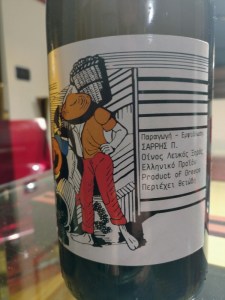 Παραγωγή - Εμφιάλωση
ΣΑΡΡΗΣ Π.
Οίνος Λευκός Ξηρός
Ελληνικό Προϊόν
Product of Greece
Περιέχει Θειώδη